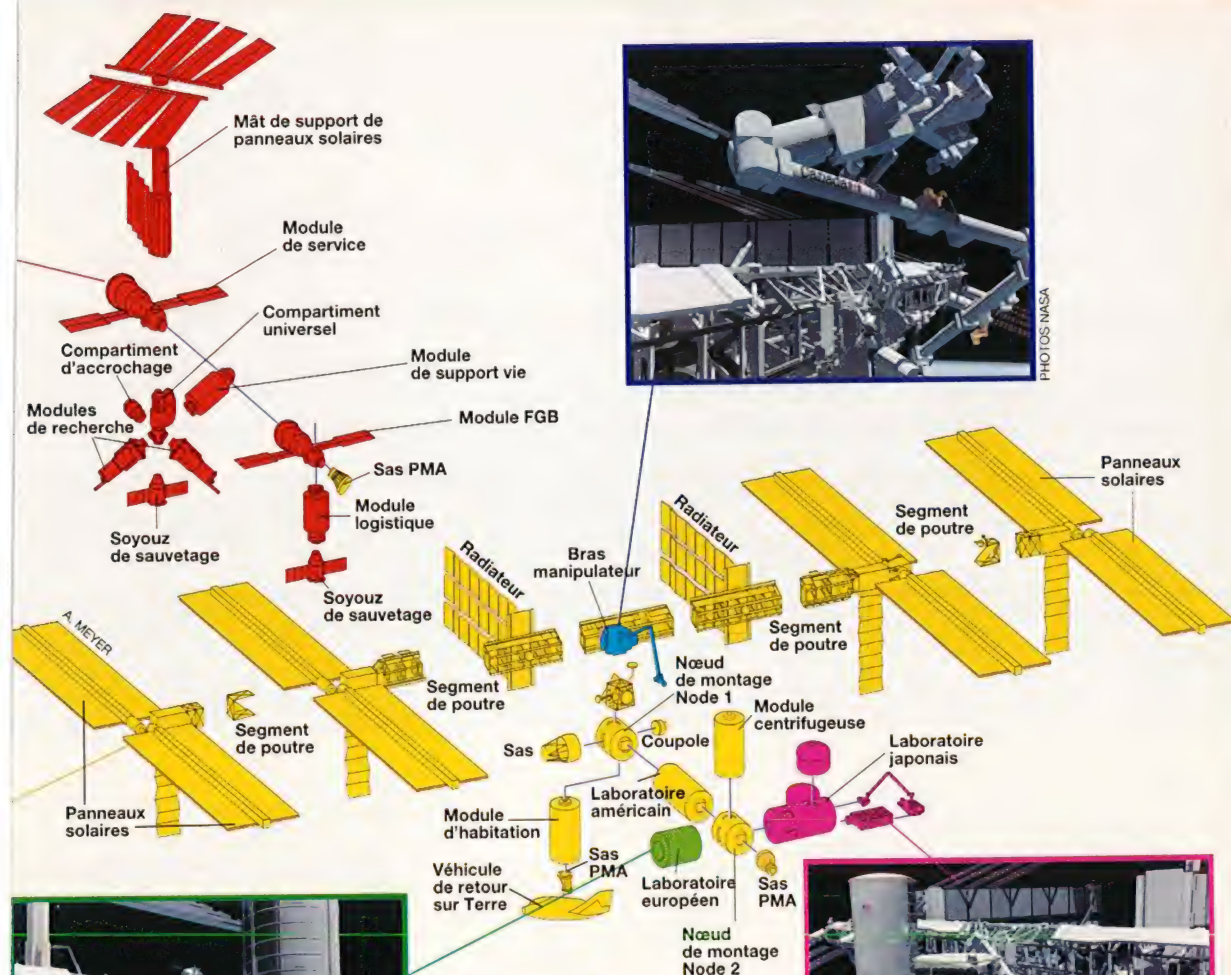 Mât de support de
panneaux solaires
Module
de service
Compartiment
universel
Compartiment
d'accrochage
Module
de support vie
Modules
de recherche
Module FGB
Sas PMA
Module
logistique
Soyouz
de sauvetage
Soyouz
de sauvetage
Canada
PHOTOS NASA
Panneaux
solaires
Segment
de poutre
Radiateur
Bras
manipulateur
Radiateur
Segment
de poutre
A. MEYER
Segment
de poutre
Segment
de poutre
Nœud
de montage
Node 1
Module
centrifugeuse
Sas
Coupole
Laboratoire
japonais
Laboratoire
américain
Panneaux
solaires
Module
d'habitation
Sas
PMA
Véhicule
de retour
sur Terre
Laboratoire
européen
Sas
PMA
Nœud
de montage
Node 2